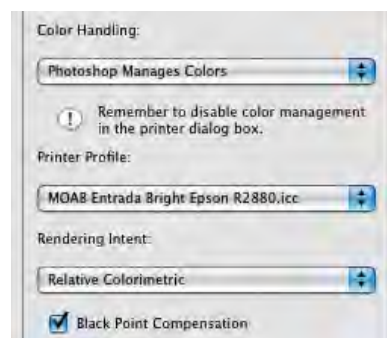 Color Handling:
Photoshop Manages Colors
Remember to disable color management
in the printer dialog box.
Printer Profile:
MOAB Entrada Bright Epson R2880.icc
Rendering Intent:
Relative Colorimetric
Black Point Compensation